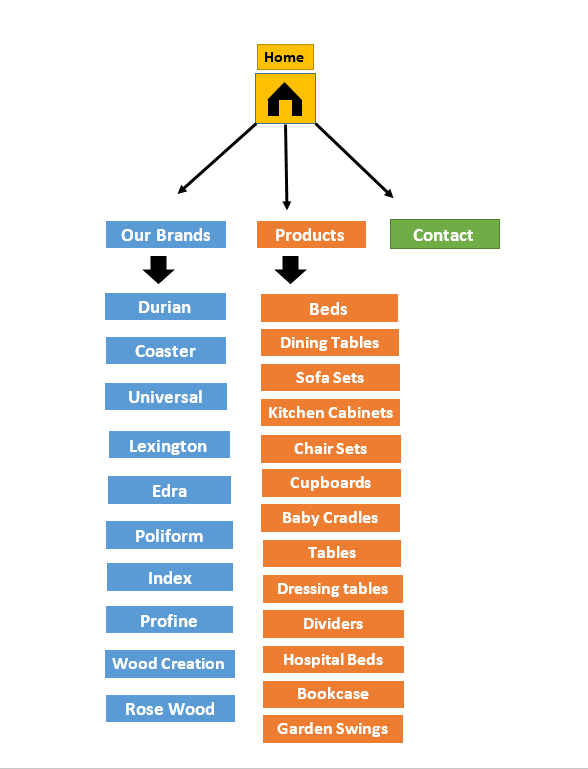 Home
Our Brands
Products
Contact
Durian
Coaster
Universal
Lexington
Edra
Poliform
Index
Profine
Wood Creation
Rose Wood
Beds
Dining Tables
Sofa Sets
Kitchen Cabinets
Chair Sets
Cupboards
Baby Cradles
Tables
Dressing tables
Dividers
Hospital Beds
Bookcase
Garden Swings